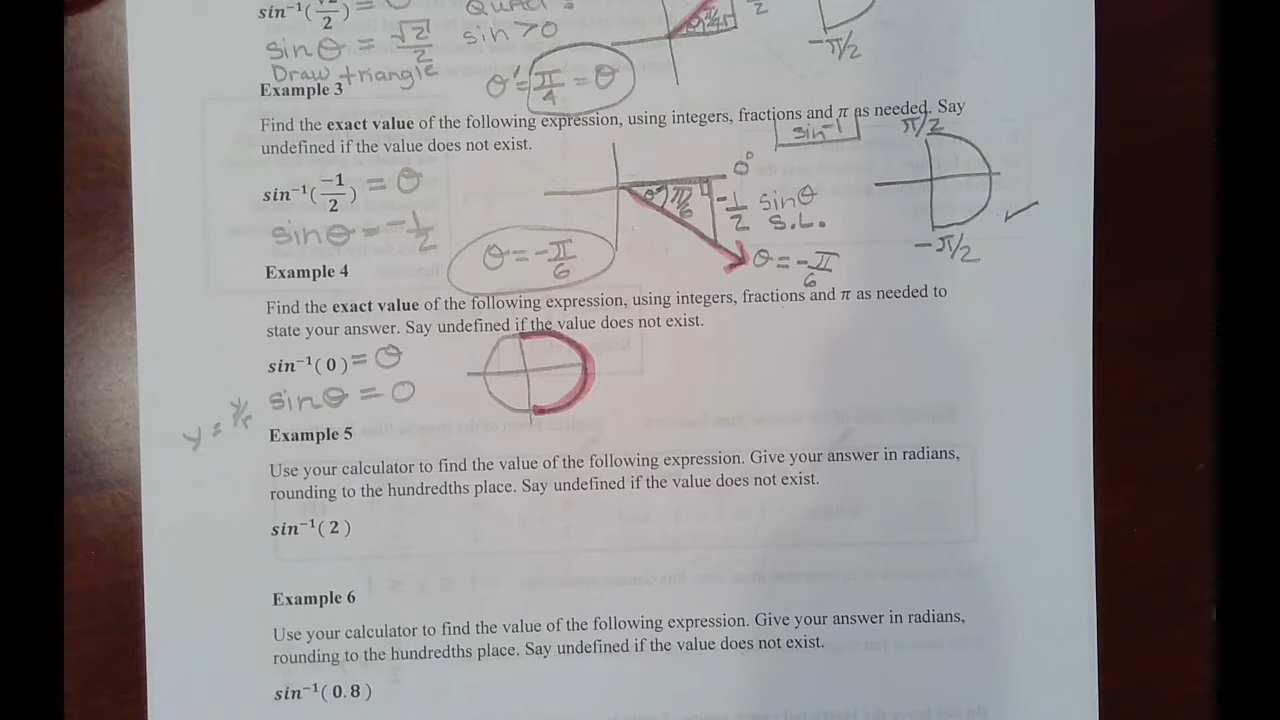 sin⁻¹(√2/2) = θ Quad I
sinθ = √2/2 sin>0
Draw triangle
θ' = π/4 = θ
-π/2
Example 3
Find the exact value of the following expression, using integers, fractions and π as needed. Say
undefined if the value does not exist.
sin⁻¹
π/2
0°
sin⁻¹(-1/2) = θ
θ' π/6
-1/2 sinθ
S.L.
sinθ = -1/2
θ = -π/6
θ = -π/6
-π/2
Example 4
Find the exact value of the following expression, using integers, fractions and π as needed to
state your answer. Say undefined if the value does not exist.
sin⁻¹(0) = θ
sinθ = 0
y = y/r
Example 5
Use your calculator to find the value of the following expression. Give your answer in radians,
rounding to the hundredths place. Say undefined if the value does not exist.
sin⁻¹(2)
Example 6
Use your calculator to find the value of the following expression. Give your answer in radians,
rounding to the hundredths place. Say undefined if the value does not exist.
sin⁻¹(0.8)